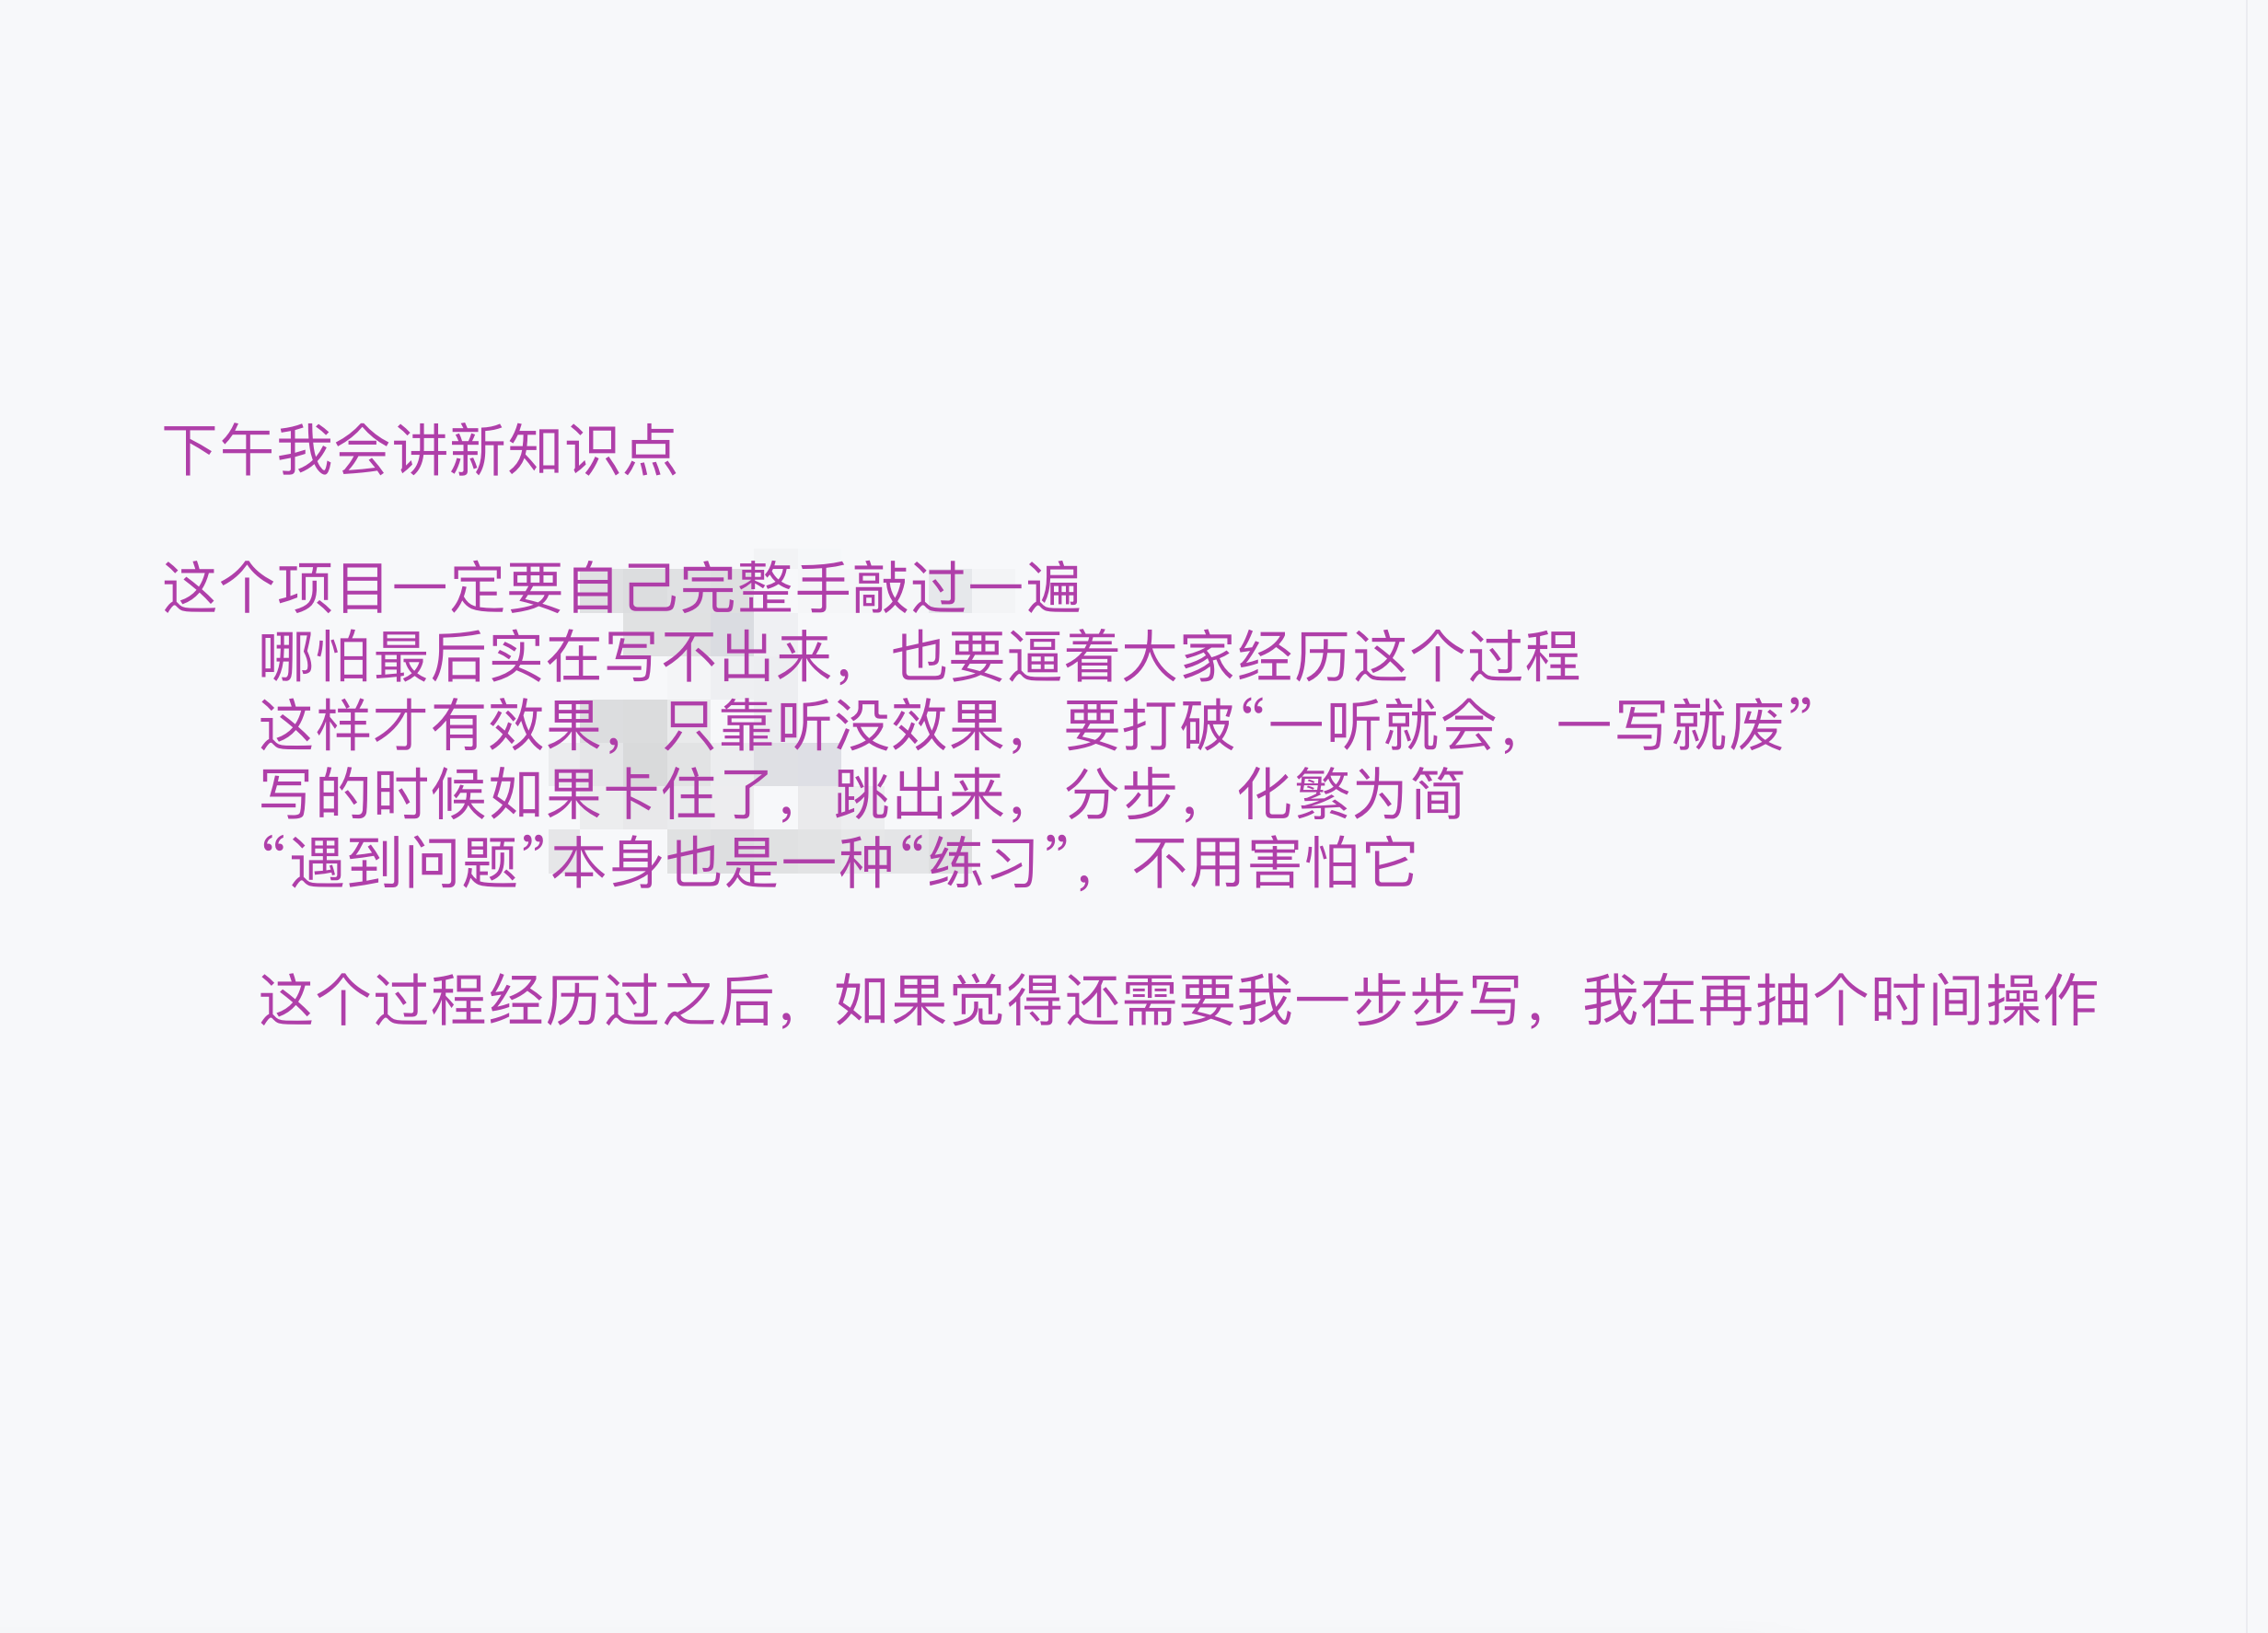 下午我会讲新知识点
这个项目一定要自己完整手敲过一遍
哪怕最后实在写不出来，也要逼着大家经历这个过程
这样才有效果，只靠听没效果，要打破“一听就会，一写就废”
写的时候如果卡住了，跳出来，分步，化繁为简
“遇到问题”本身也是一种“练习”，不用害怕它
这个过程经历过之后，如果觉得还需要我一步步写，我住再抽个时间操作